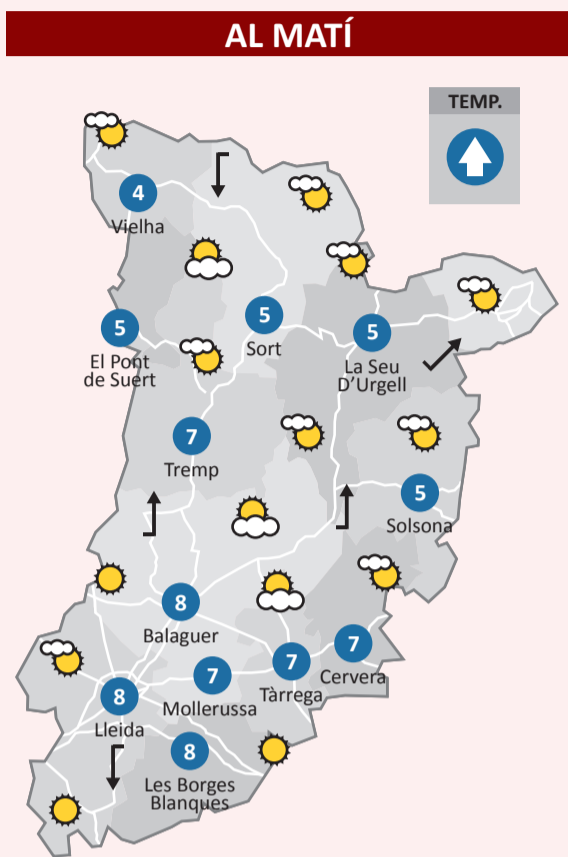 AL MATÍ
TEMP.
4
Vielha
5
El Pont
de Suert
5
Sort
5
La Seu
D'Urgell
7
Tremp
5
Solsona
8
Balaguer
7
Cervera
7
Tàrrega
7
Mollerussa
8
Lleida
8
Les Borges
Blanques